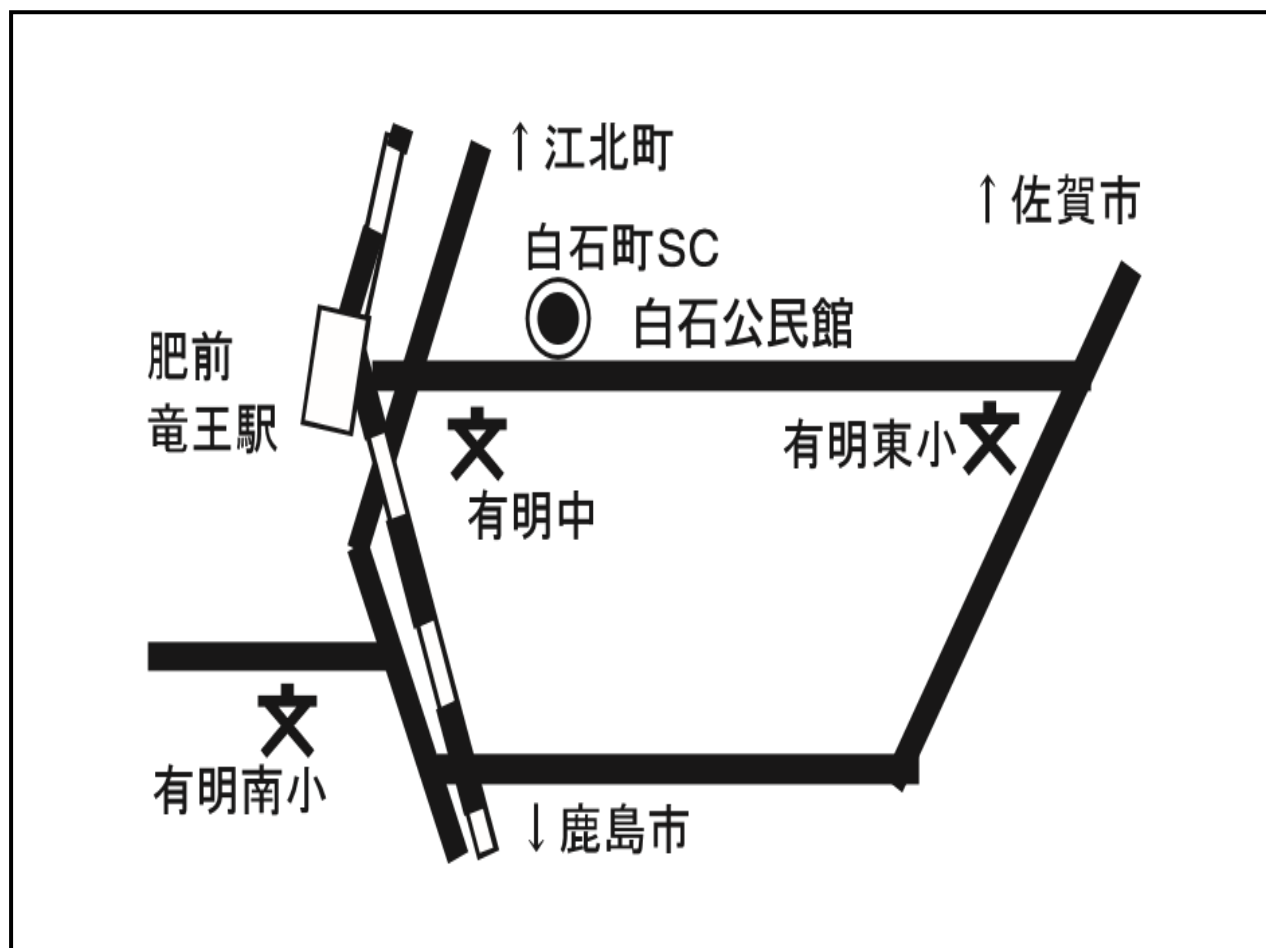 ↑江北町
↑佐賀市
白石町SC
白石公民館
肥前
竜王駅
有明東小
有明中
有明南小
↓鹿島市